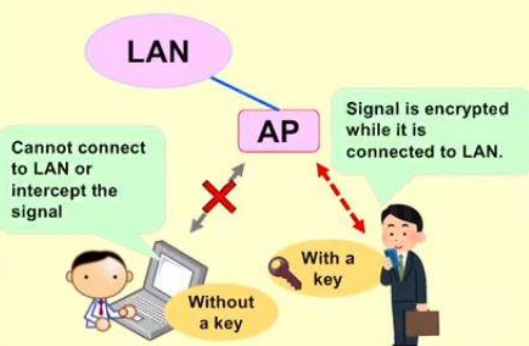 LAN
AP
Signal is encrypted
while it is
connected to LAN.
Cannot connect
to LAN or
intercept the
signal
With a
key
Without
a key